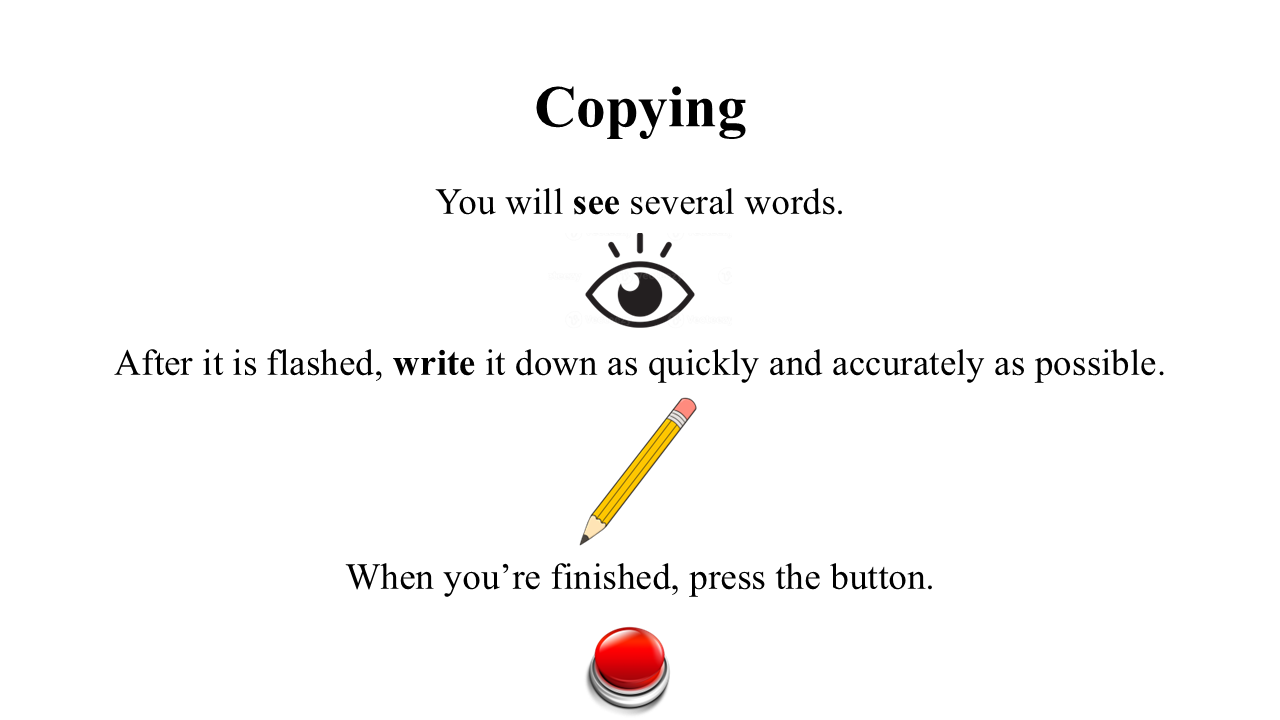 Copying
You will see several words.
After it is flashed, write it down as quickly and accurately as possible.
When you’re finished, press the button.